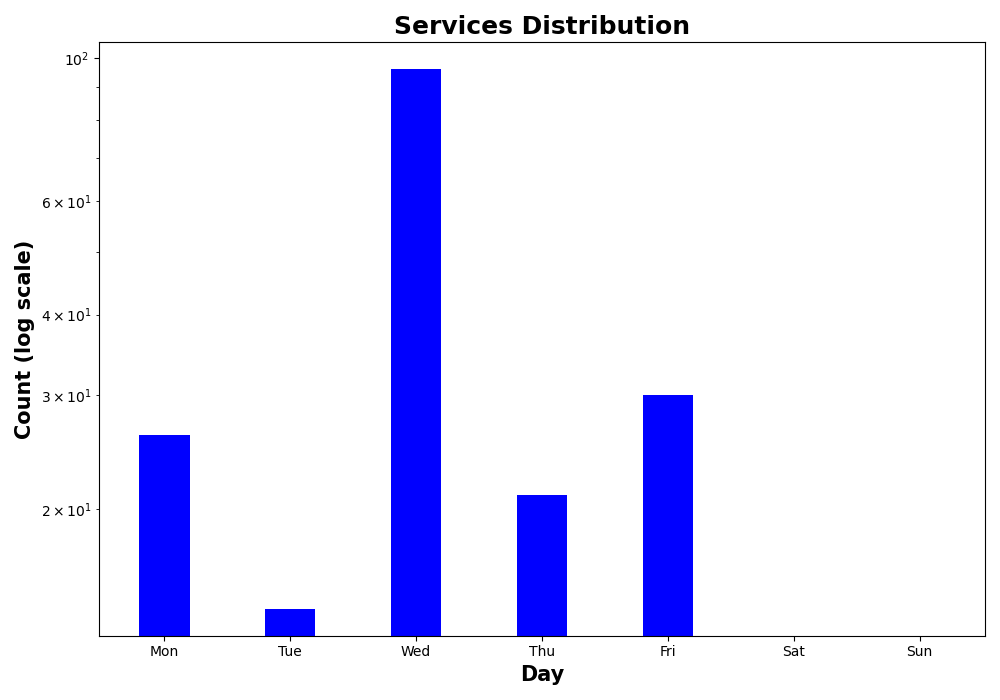 Services Distribution
Count (log scale)
10²
6 × 10¹
4 × 10¹
3 × 10¹
2 × 10¹
Mon Tue Wed Thu Fri Sat Sun
Day